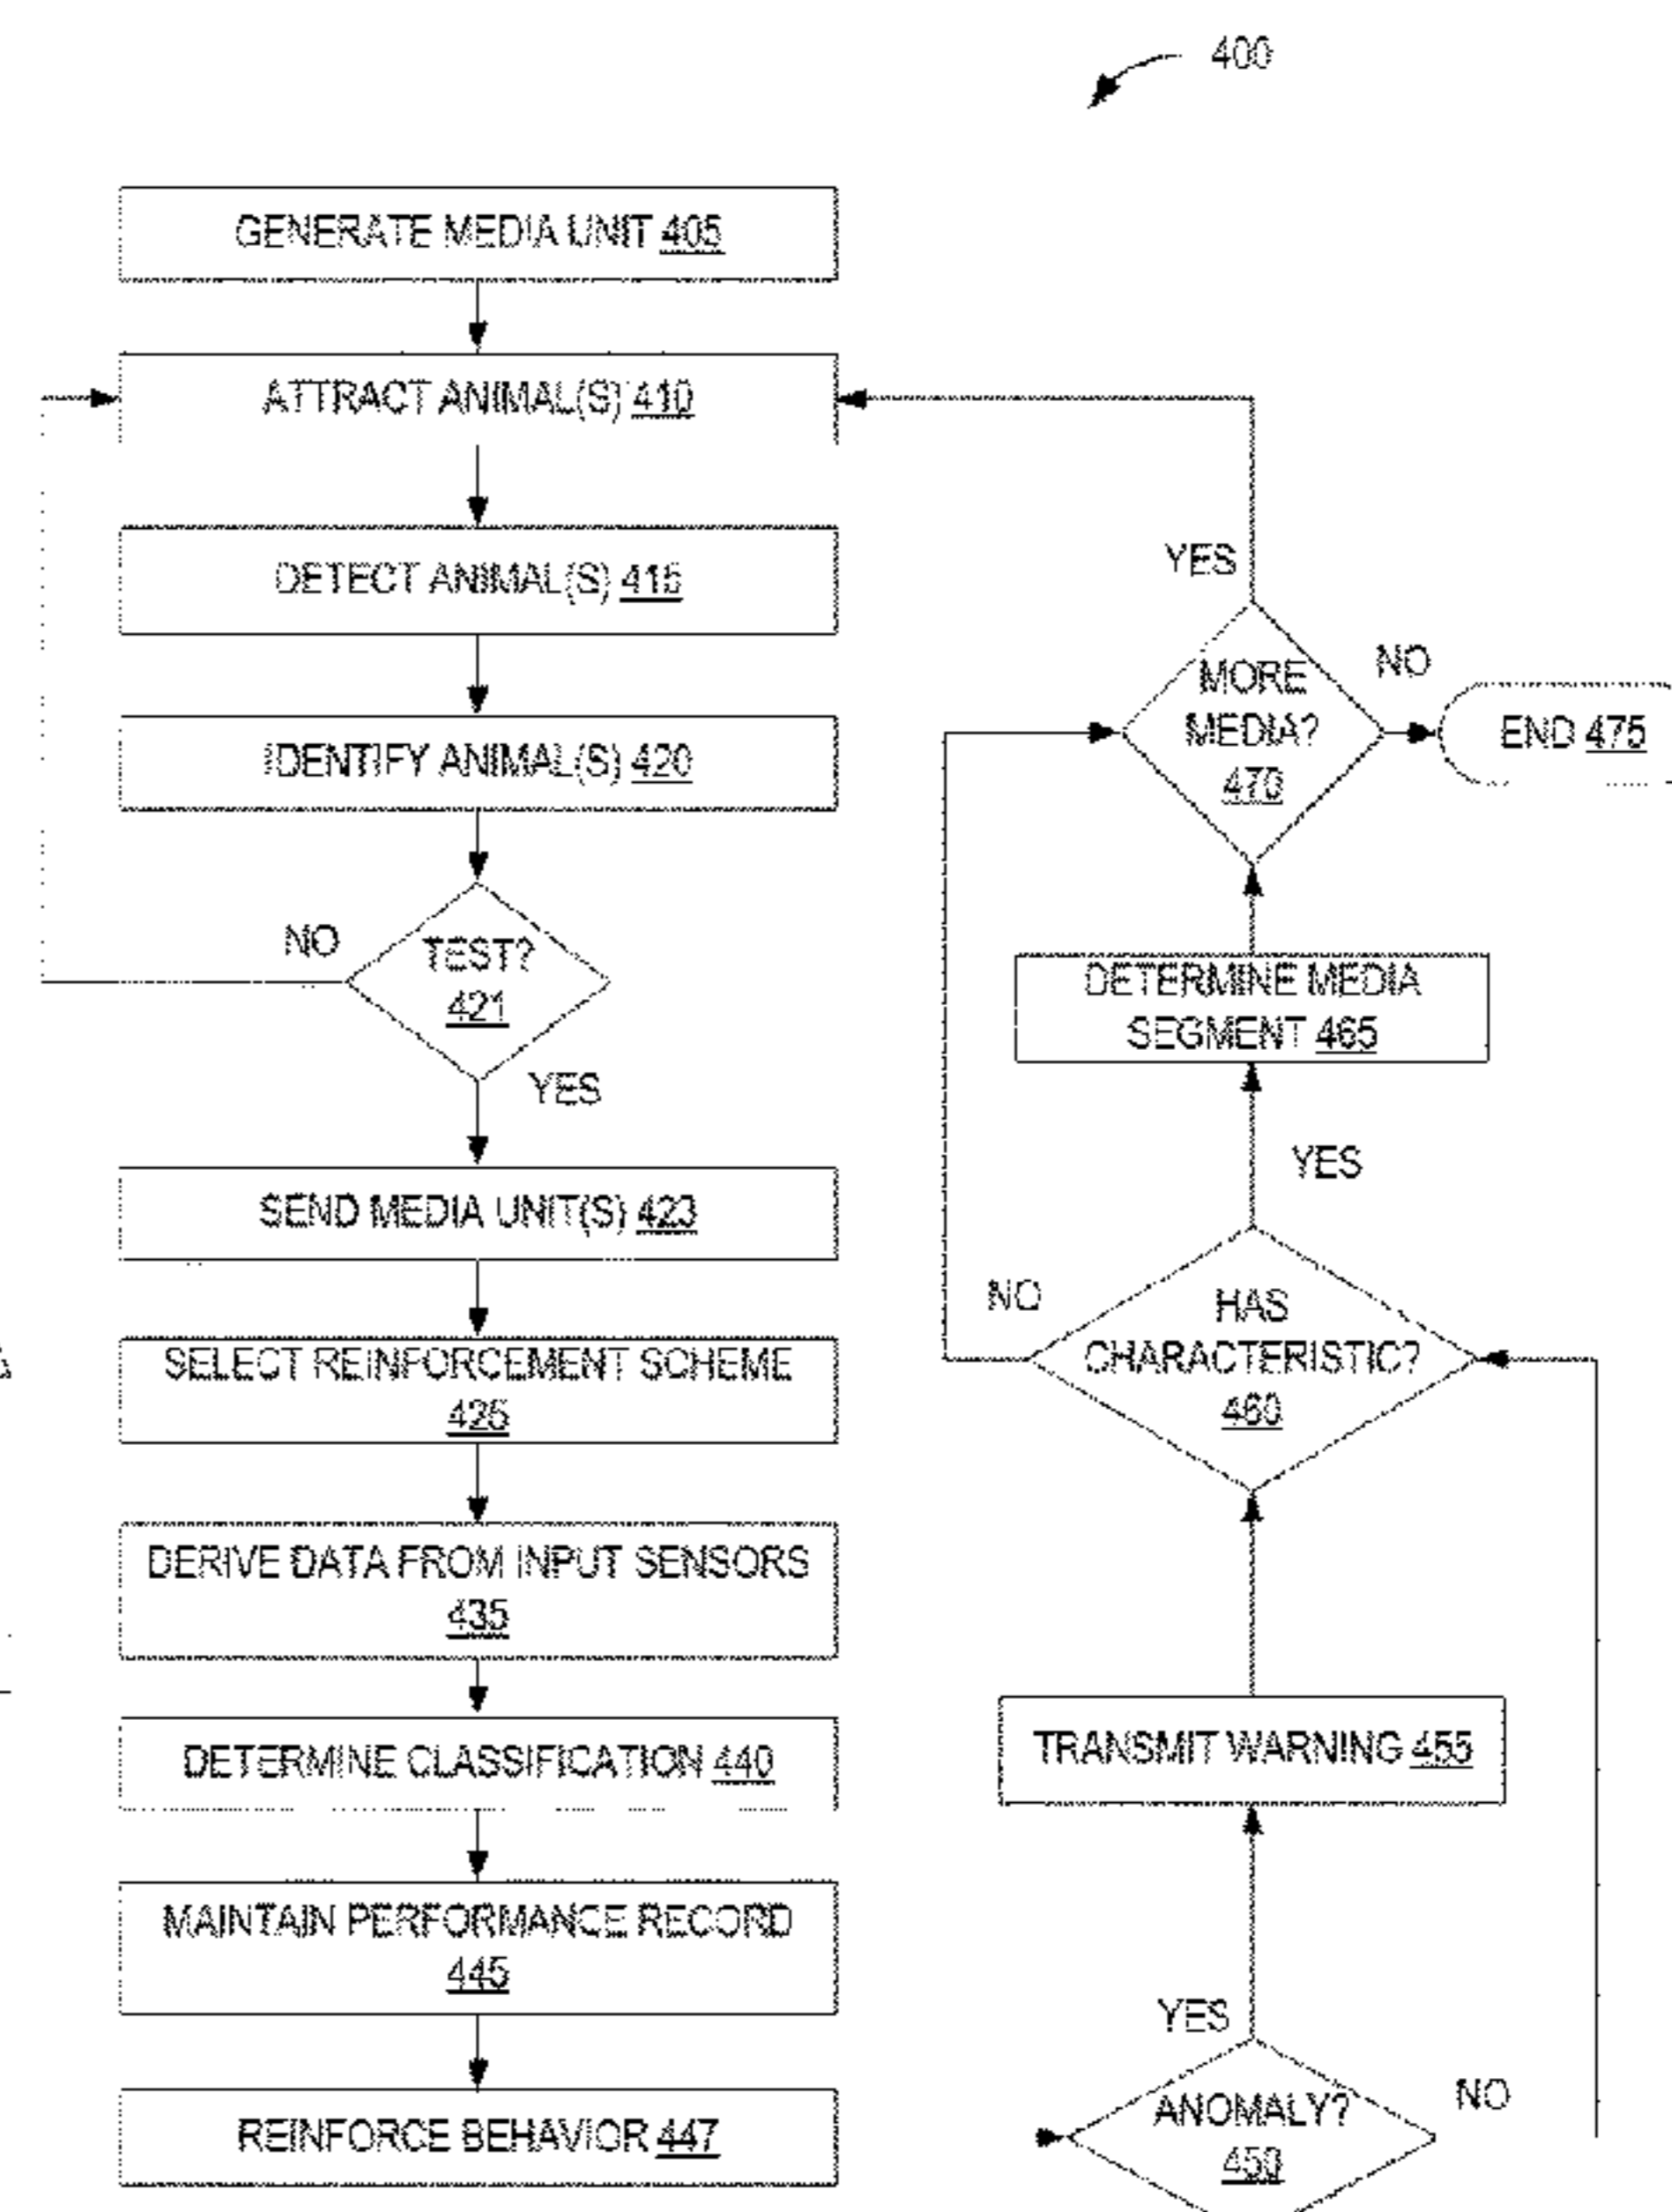 400
GENERATE MEDIA UNIT 405
ATTRACT ANIMAL(S) 410
DETECT ANIMAL(S) 415
IDENTIFY ANIMAL(S) 420
NO
TEST?
421
YES
SEND MEDIA UNIT(S) 423
SELECT REINFORCEMENT SCHEME
425
DERIVE DATA FROM INPUT SENSORS
435
DETERMINE CLASSIFICATION 440
MAINTAIN PERFORMANCE RECORD
445
REINFORCE BEHAVIOR 447
YES
MORE
MEDIA?
470
NO
END 475
DETERMINE MEDIA
SEGMENT 465
YES
NO
HAS
CHARACTERISTIC?
460
TRANSMIT WARNING 455
YES
ANOMALY?
450
NO